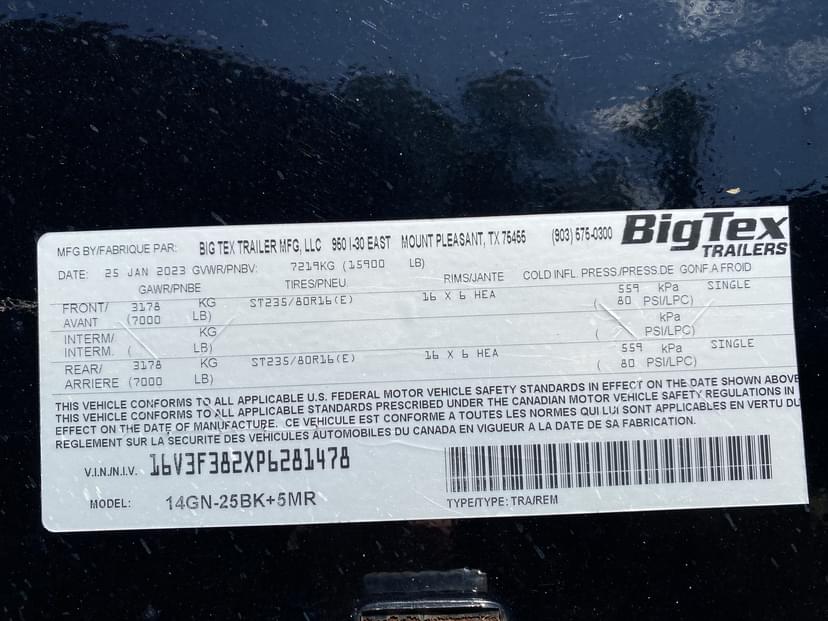 MFG BY/FABRIQUE PAR: BIG TEX TRAILER MFG, LLC 950 I-30 EAST MOUNT PLEASANT, TX 75455 (903) 575-0300 BigTex TRAILERS
DATE: 25 JAN 2023 GVWR/PNBV: 7219KG (15900 LB)
GAWR/PNBE TIRES/PNEU. RIMS/JANTE COLD INFL. PRESS/PRESS.DE GONF.A FROID
FRONT/ 3178 KG ST235/80R16(E) 16 X 6 HEA 559 kPa SINGLE
AVANT (7000 LB) ( 80 PSI/LPC)
INTERM/ KG kPa
INTERM. ( LB) ( PSI/LPC)
REAR/ 3178 KG ST235/80R16(E) 16 X 6 HEA 559 kPa SINGLE
ARRIERE (7000 LB) ( 80 PSI/LPC)
THIS VEHICLE CONFORMS TO ALL APPLICABLE U.S. FEDERAL MOTOR VEHICLE SAFETY STANDARDS IN EFFECT ON THE DATE SHOWN ABOVE
THIS VEHICLE CONFORMS TO ALL APPLICABLE STANDARDS PRESCRIBED UNDER THE CANADIAN MOTOR VEHICLE SAFETY REGULATIONS IN
EFFECT ON THE DATE OF MANUFACTURE. CE VEHICULE EST CONFORME A TOUTES LES NORMES QUI LUI SONT APPLICABLES EN VERTU DU
REGLEMENT SUR LA SECURITE DES VEHICULES AUTOMOBILES DU CANADA EN VIGUEUR A LA DATE DE SA FABRICATION.
V.I.N./N.I.V. 16V3F382XP6281478
MODEL: 14GN-25BK+5MR TYPE/TYPE: TRA/REM